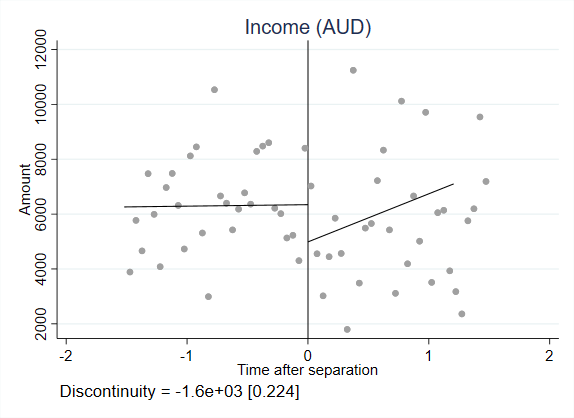 Income (AUD)
12000
10000
8000
6000
4000
2000
Amount
-2 -1 0 1 2
Time after separation
Discontinuity = -1.6e+03 [0.224]